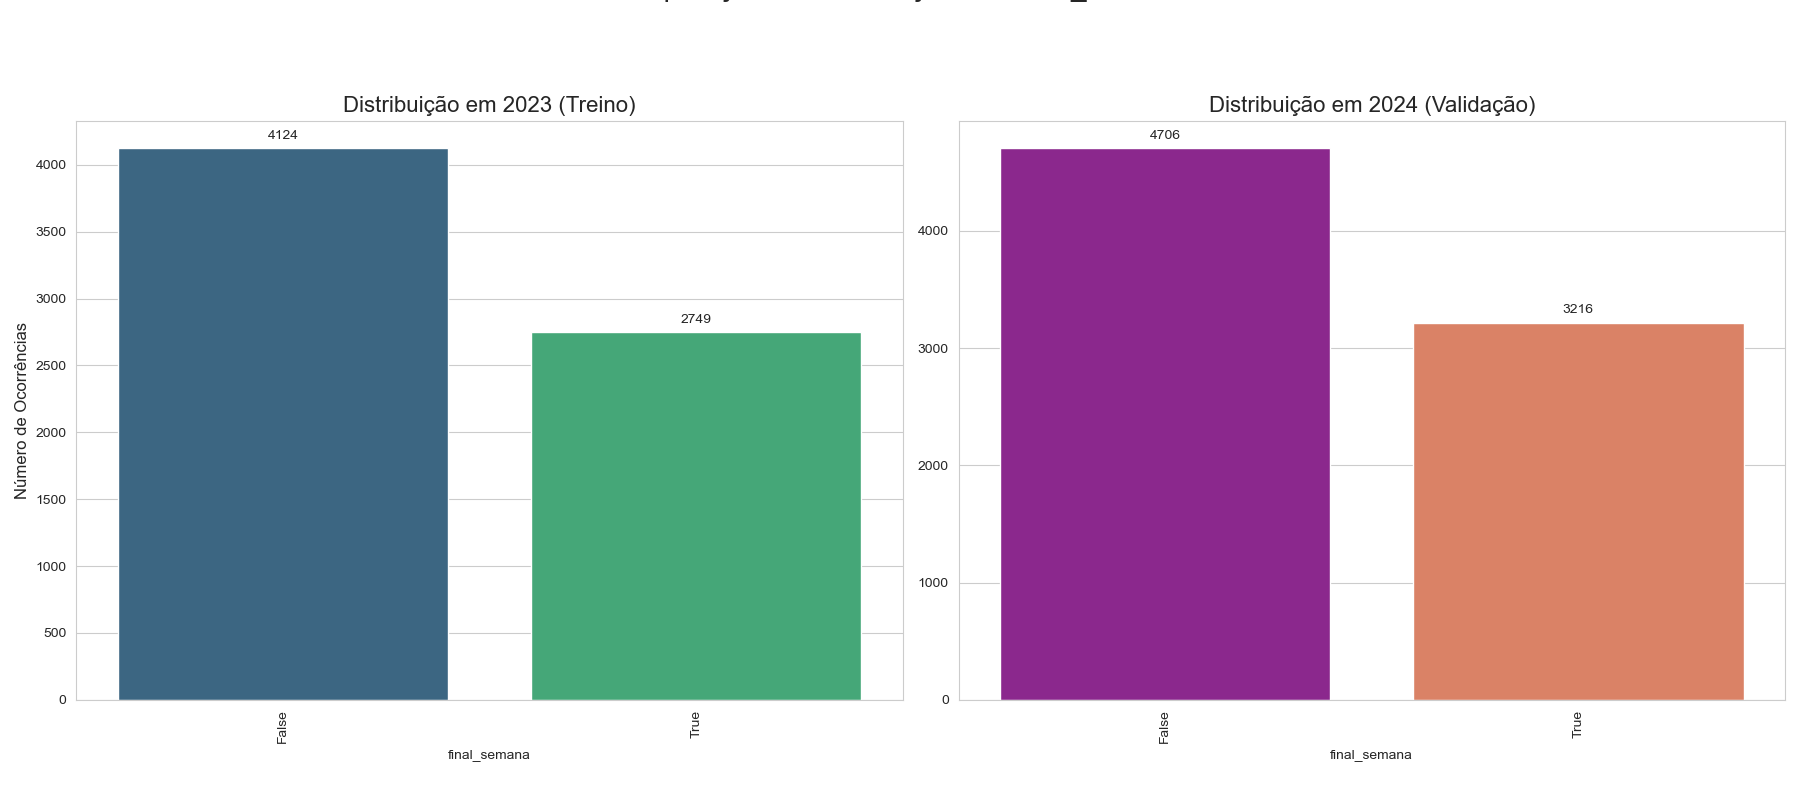 Distribuição em 2023 (Treino)
4124
2749
4000
3500
3000
2500
2000
1500
1000
500
0
Número de Ocorrências
False
True
final_semana
Distribuição em 2024 (Validação)
4706
3216
4000
3000
2000
1000
0
False
True
final_semana